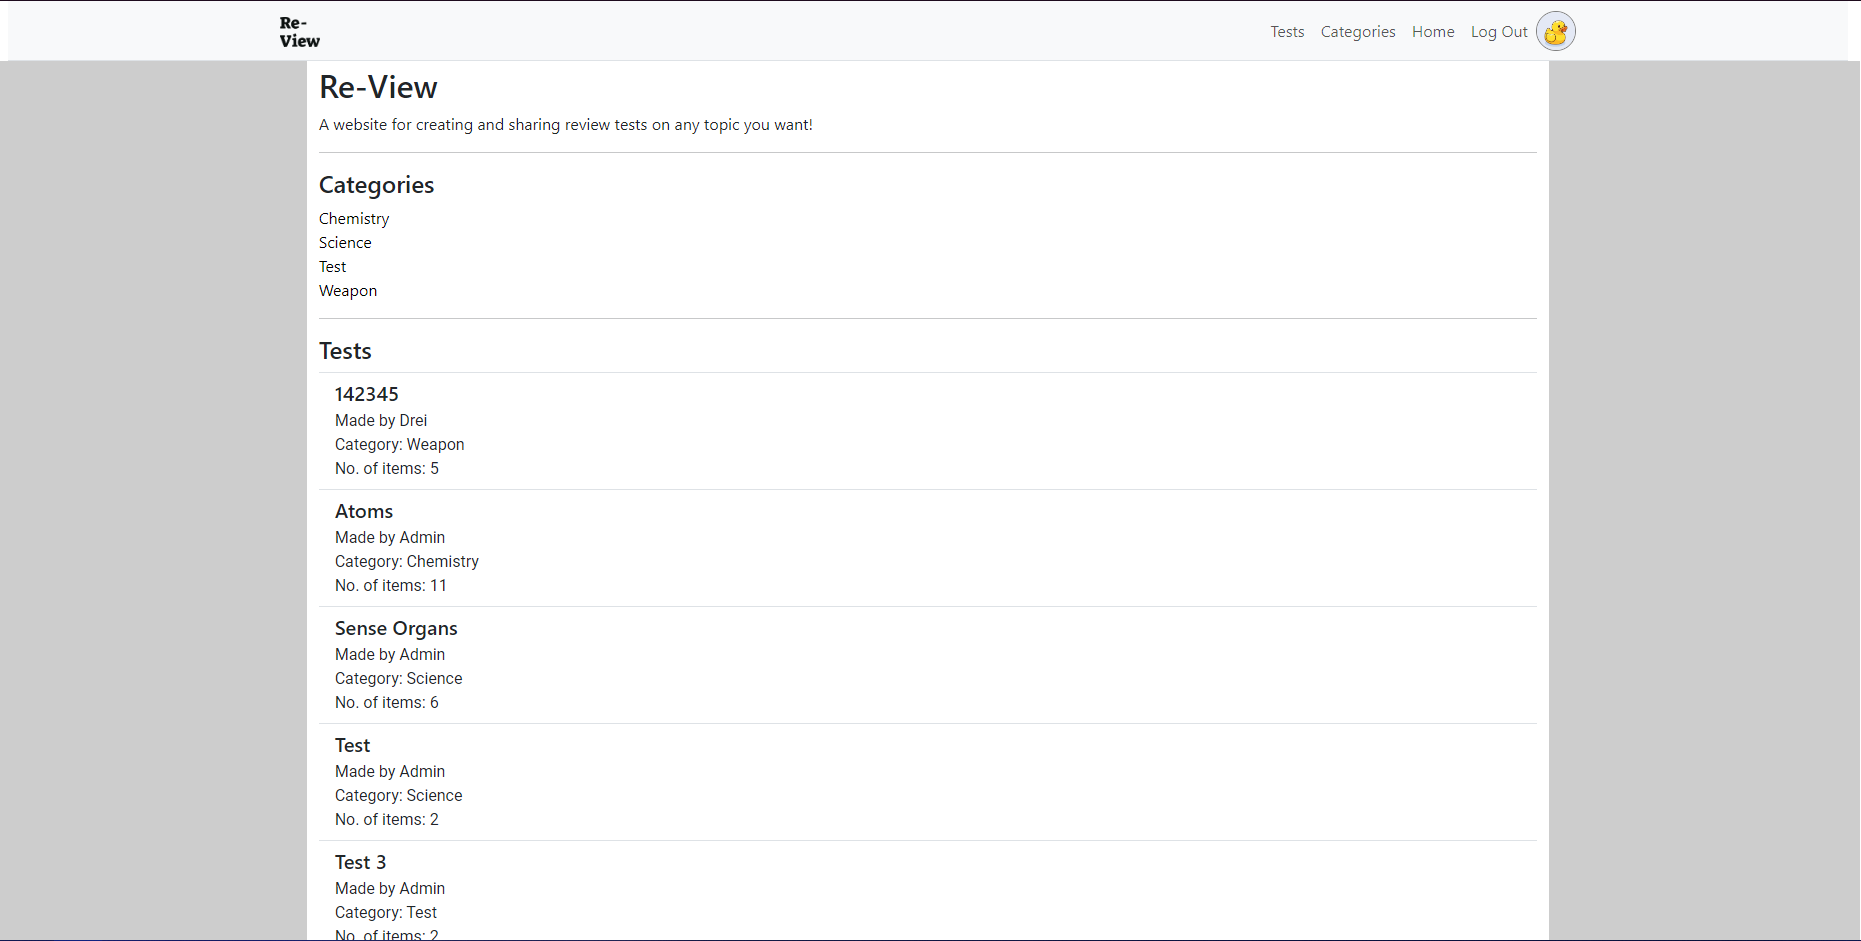 Re-
View
Tests Categories Home Log Out
Re-View
A website for creating and sharing review tests on any topic you want!
Categories
Chemistry
Science
Test
Weapon
Tests
142345
Made by Drei
Category: Weapon
No. of items: 5
Atoms
Made by Admin
Category: Chemistry
No. of items: 11
Sense Organs
Made by Admin
Category: Science
No. of items: 6
Test
Made by Admin
Category: Science
No. of items: 2
Test 3
Made by Admin
Category: Test
No. of items: 2